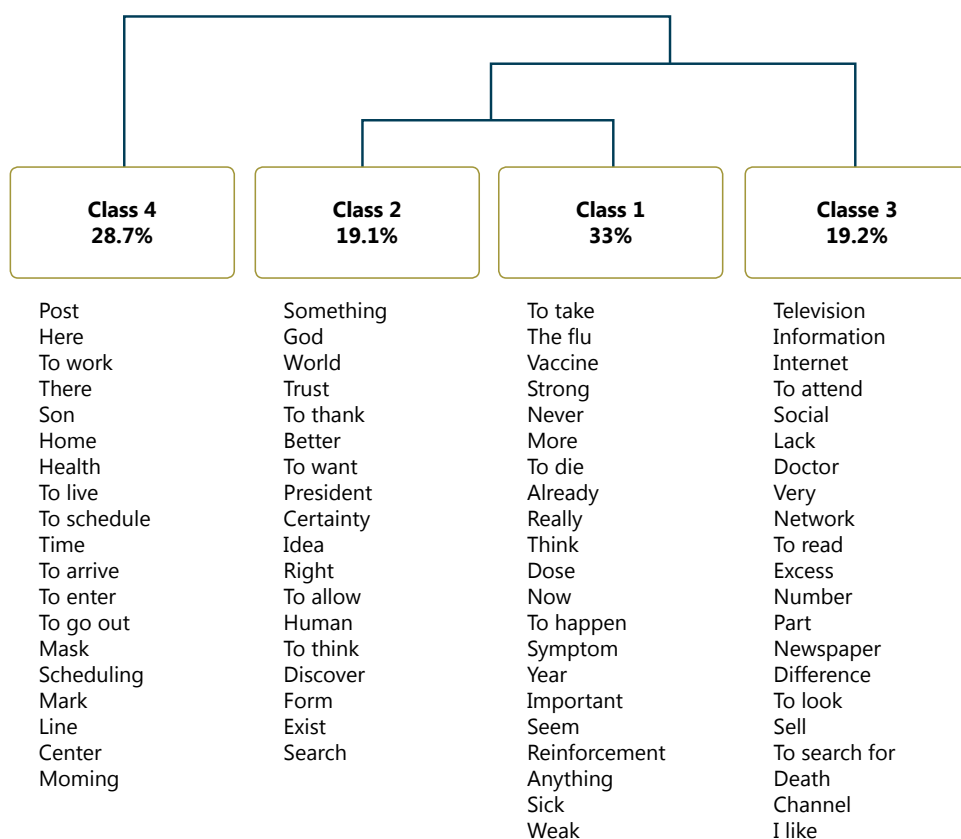 Class 4
28.7%
Class 2
19.1%
Class 1
33%
Classe 3
19.2%
Post
Here
To work
There
Son
Home
Health
To live
To schedule
Time
To arrive
To enter
To go out
Mask
Scheduling
Mark
Line
Center
Moming
Something
God
World
Trust
To thank
Better
To want
President
Certainty
Idea
Right
To allow
Human
To think
Discover
Form
Exist
Search
To take
The flu
Vaccine
Strong
Never
More
To die
Already
Really
Think
Dose
Now
To happen
Symptom
Year
Important
Seem
Reinforcement
Anything
Sick
Weak
Television
Information
Internet
To attend
Social
Lack
Doctor
Very
Network
To read
Excess
Number
Part
Newspaper
Difference
To look
Sell
To search for
Death
Channel
I like